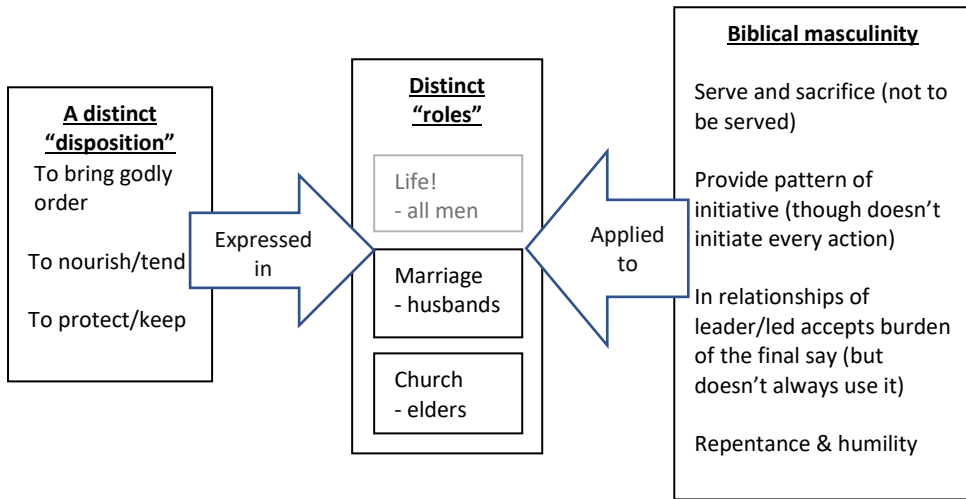 A distinct
“disposition”
To bring godly
order
To nourish/tend
To protect/keep
Expressed
in
Distinct
“roles”
Life!
- all men
Marriage
- husbands
Church
- elders
Applied
to
Biblical masculinity
Serve and sacrifice (not to
be served)
Provide pattern of
initiative (though doesn’t
initiate every action)
In relationships of
leader/led accepts burden
of the final say (but
doesn’t always use it)
Repentance & humility